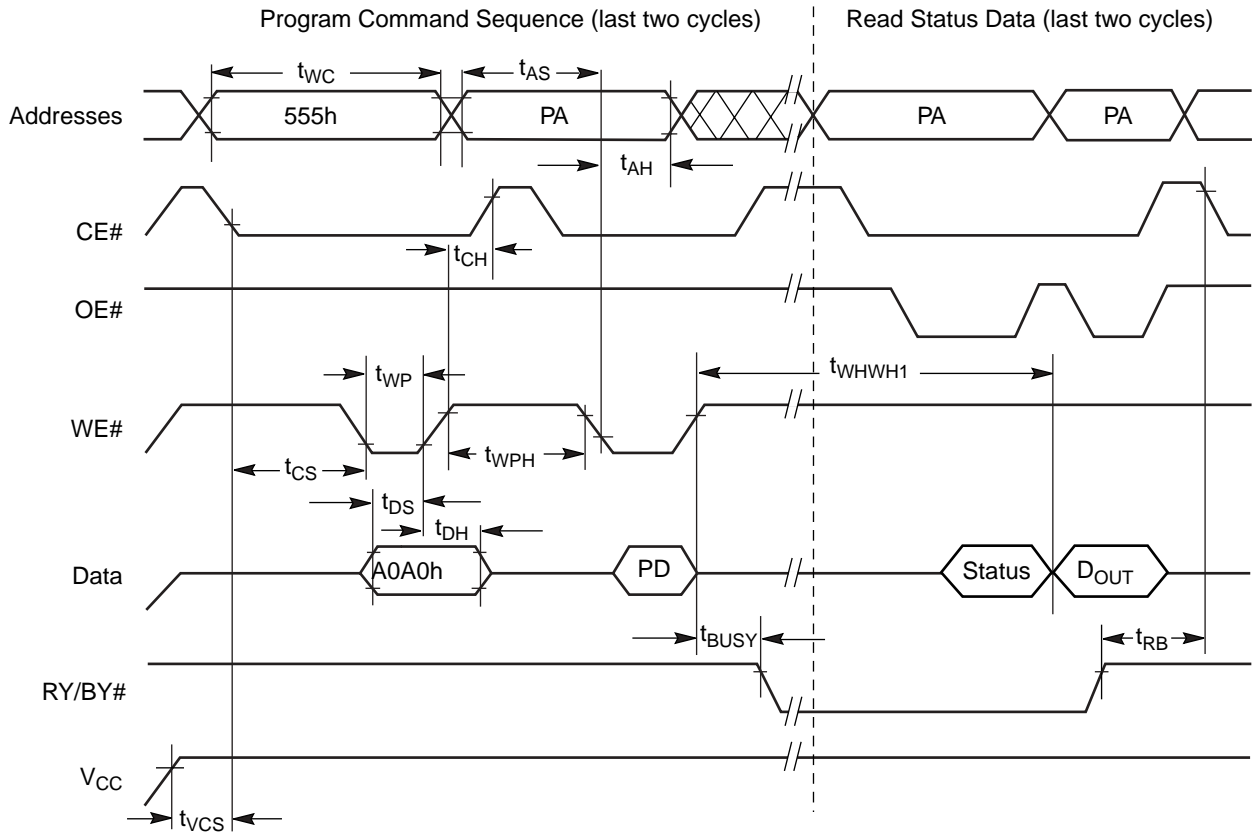 Program Command Sequence (last two cycles)
Read Status Data (last two cycles)
tWC
tAS
Addresses
555h
PA
PA
PA
tAH
CE#
tCH
OE#
tWP
tWHWH1
WE#
tCS
tWPH
tDS
tDH
Data
A0A0h
PD
Status
DOUT
tBUSY
tRB
RY/BY#
VCC
tVCS